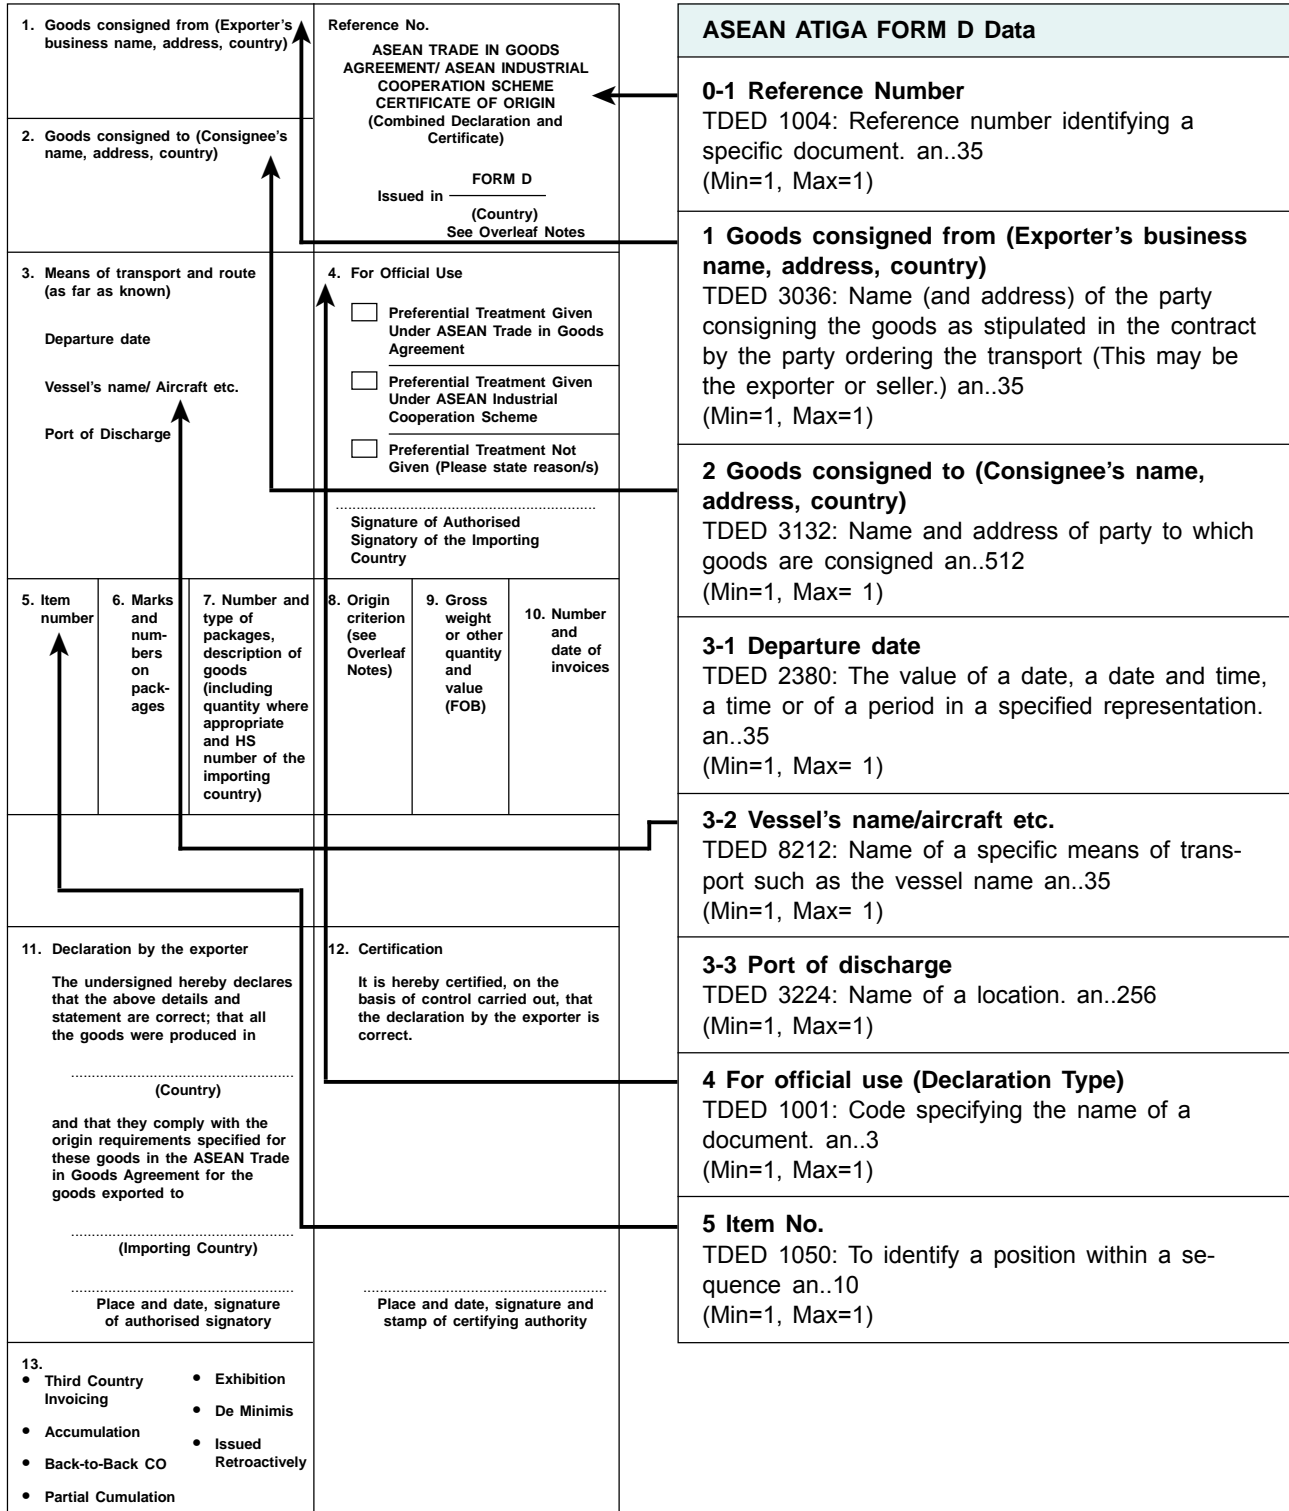 1. Goods consigned from (Exporter's
business name, address, country)
Reference No.
ASEAN TRADE IN GOODS
AGREEMENT/ ASEAN INDUSTRIAL
COOPERATION SCHEME
CERTIFICATE OF ORIGIN
(Combined Declaration and
Certificate)
FORM D
Issued in
(Country)
See Overleaf Notes
2. Goods consigned to (Consignee's
name, address, country)
3. Means of transport and route
(as far as known)
Departure date
Vessel's name/ Aircraft etc.
Port of Discharge
4. For Official Use
Preferential Treatment Given
Under ASEAN Trade in Goods
Agreement
Preferential Treatment Given
Under ASEAN Industrial
Cooperation Scheme
Preferential Treatment Not
Given (Please state reason/s)
Signature of Authorised
Signatory of the Importing
Country
5. Item
number
6. Marks
and
num-
bers
on
pack-
ages
7. Number and
type of
packages,
description of
goods
(including
quantity where
appropriate
and HS
number of the
importing
country)
8. Origin
criterion
(see
Overleaf
Notes)
9. Gross
weight
or other
quantity
and
value
(FOB)
10. Number
and
date of
invoices
11. Declaration by the exporter
The undersigned hereby declares
that the above details and
statement are correct; that all
the goods were produced in
(Country)
and that they comply with the
origin requirements specified for
these goods in the ASEAN Trade
in Goods Agreement for the
goods exported to
(Importing Country)
Place and date, signature
of authorised signatory
12. Certification
It is hereby certified, on the
basis of control carried out, that
the declaration by the exporter is
correct.
Place and date, signature and
stamp of certifying authority
13.
• Third Country
Invoicing
• Accumulation
• Back-to-Back CO
• Partial Cumulation
• Exhibition
• De Minimis
• Issued
Retroactively
ASEAN ATIGA FORM D Data
0-1 Reference Number
TDED 1004: Reference number identifying a
specific document. an..35
(Min=1, Max=1)
1 Goods consigned from (Exporter's business
name, address, country)
TDED 3036: Name (and address) of the party
consigning the goods as stipulated in the contract
by the party ordering the transport (This may be
the exporter or seller.) an..35
(Min=1, Max=1)
2 Goods consigned to (Consignee's name,
address, country)
TDED 3132: Name and address of party to which
goods are consigned an..512
(Min=1, Max= 1)
3-1 Departure date
TDED 2380: The value of a date, a date and time,
a time or of a period in a specified representation.
an..35
(Min=1, Max= 1)
3-2 Vessel's name/aircraft etc.
TDED 8212: Name of a specific means of trans-
port such as the vessel name an..35
(Min=1, Max= 1)
3-3 Port of discharge
TDED 3224: Name of a location. an..256
(Min=1, Max=1)
4 For official use (Declaration Type)
TDED 1001: Code specifying the name of a
document. an..3
(Min=1, Max=1)
5 Item No.
TDED 1050: To identify a position within a se-
quence an..10
(Min=1, Max=1)